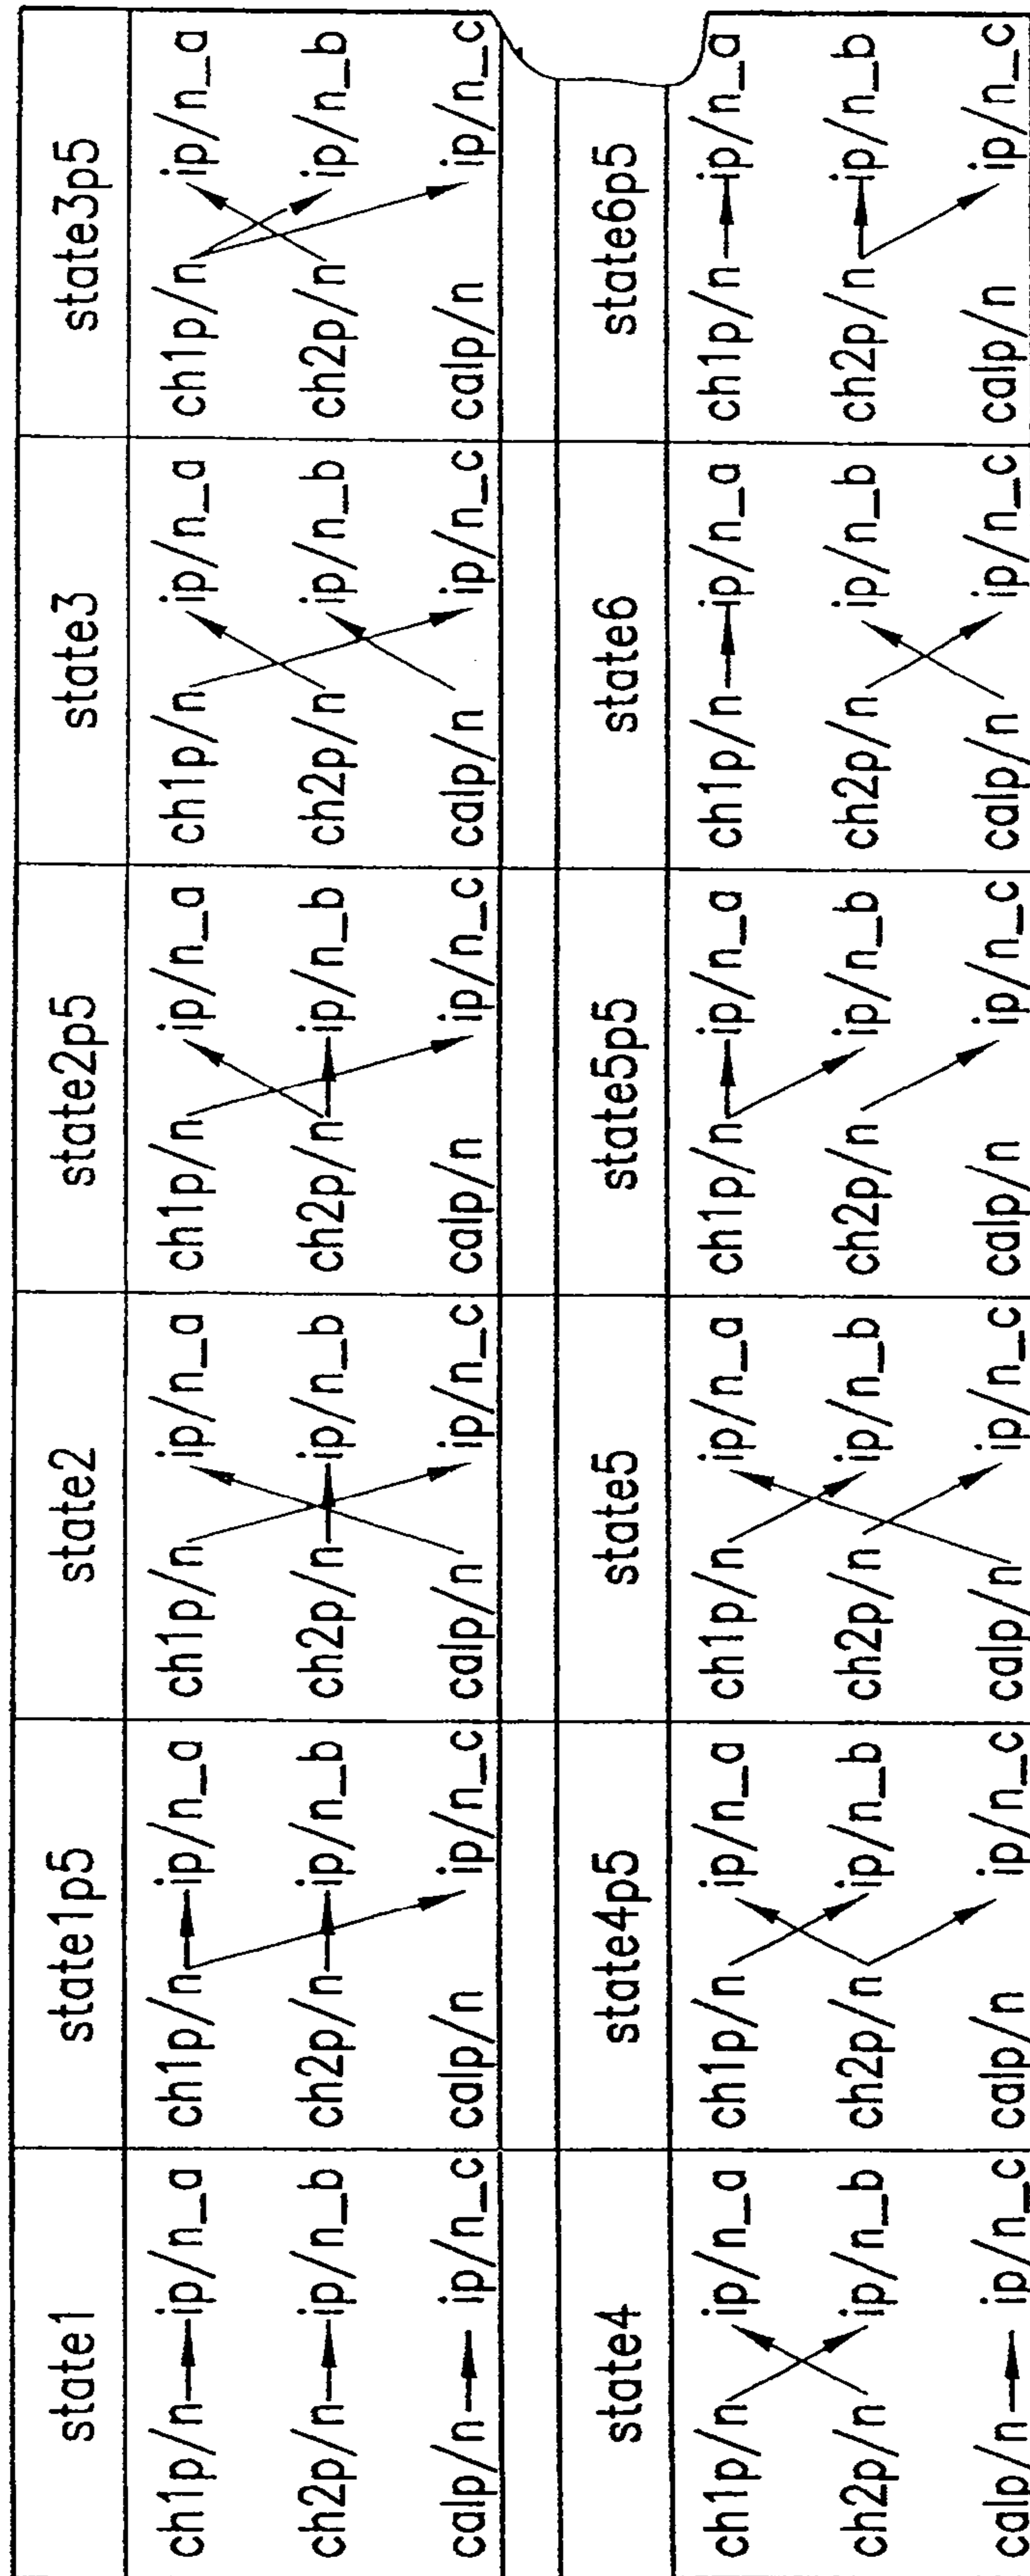 state1 state1p5 state2 state2p5 state3 state3p5
ch1p/n ip/n_a ch1p/n ip/n_a ch1p/n ip/n_a ch1p/n ip/n_a ch1p/n ip/n_a ch1p/n ip/n_a
ch2p/n ip/n_b ch2p/n ip/n_b ch2p/n ip/n_b ch2p/n ip/n_b ch2p/n ip/n_b ch2p/n ip/n_b
calp/n ip/n_c calp/n ip/n_c calp/n ip/n_c calp/n ip/n_c calp/n ip/n_c calp/n ip/n_c
state4 state4p5 state5 state5p5 state6 state6p5
ch1p/n ip/n_a ch1p/n ip/n_a ch1p/n ip/n_a ch1p/n ip/n_a ch1p/n ip/n_a ch1p/n ip/n_a
ch2p/n ip/n_b ch2p/n ip/n_b ch2p/n ip/n_b ch2p/n ip/n_b ch2p/n ip/n_b ch2p/n ip/n_b
calp/n ip/n_c calp/n ip/n_c calp/n ip/n_c calp/n ip/n_c calp/n ip/n_c calp/n ip/n_c